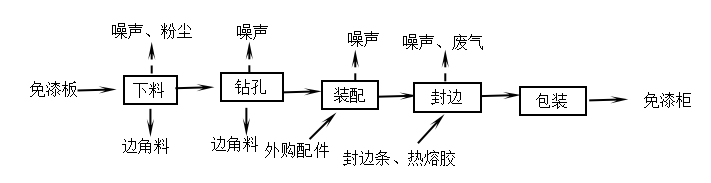 噪声、粉尘
噪声
噪声
噪声、废气
免漆板
下料
钻孔
装配
封边
包装
免漆柜
边角料
边角料
外购配件
封边条、热熔胶